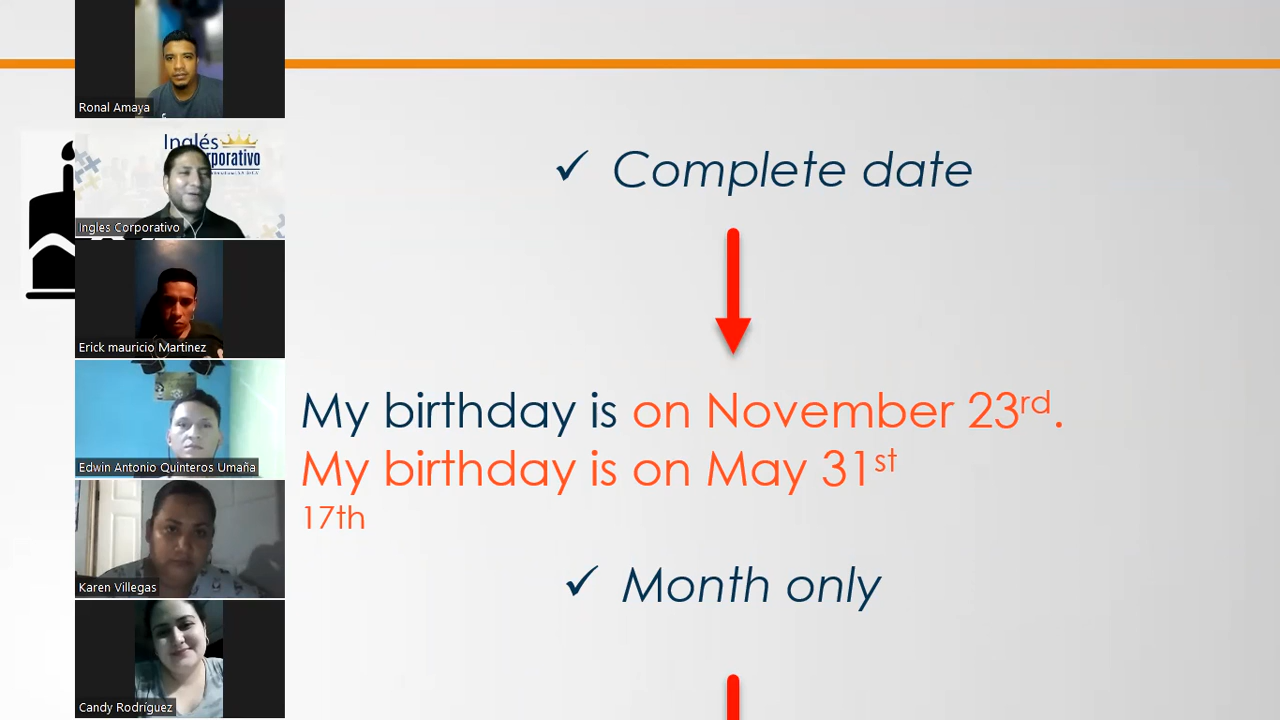 Ronal Amaya
Inglés
Corporativo
Ingles Corporativo
Erick mauricio Martinez
Edwin Antonio Quinteros Umaña
Karen Villegas
Candy Rodríguez
✓ Complete date
My birthday is on November 23rd.
My birthday is on May 31st
17th
✓ Month only